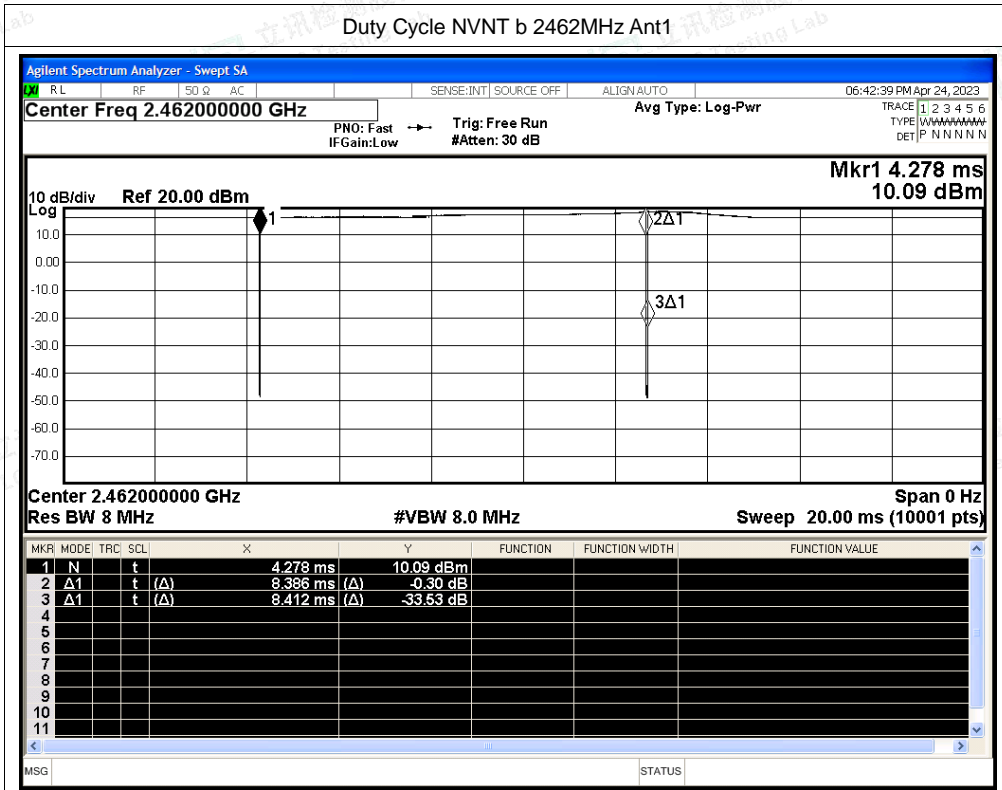 Duty Cycle NVNT b 2462MHz Ant1
Agilent Spectrum Analyzer - Swept SA
LXI RL RF 50 Ω AC SENSE:INT SOURCE OFF ALIGN AUTO 06:42:39 PM Apr 24, 2023
Center Freq 2.462000000 GHz Avg Type: Log-Pwr TRACE 1 2 3 4 5 6
PNO: Fast Trig: Free Run TYPE WWWWWW
IFGain:Low #Atten: 30 dB DET P N N N N N
Mkr1 4.278 ms
10 dB/div Ref 20.00 dBm 10.09 dBm
Log
1 2Δ1
10.0
0.00
-10.0
3Δ1
-20.0
-30.0
-40.0
-50.0
-60.0
-70.0
Center 2.462000000 GHz Span 0 Hz
Res BW 8 MHz #VBW 8.0 MHz Sweep 20.00 ms (10001 pts)
MKR MODE TRC SCL X Y FUNCTION FUNCTION WIDTH FUNCTION VALUE
1 N t 4.278 ms 10.09 dBm
2 Δ1 t (Δ) 8.386 ms (Δ) -0.30 dB
3 Δ1 t (Δ) 8.412 ms (Δ) -33.53 dB
4
5
6
7
8
9
10
11
MSG STATUS